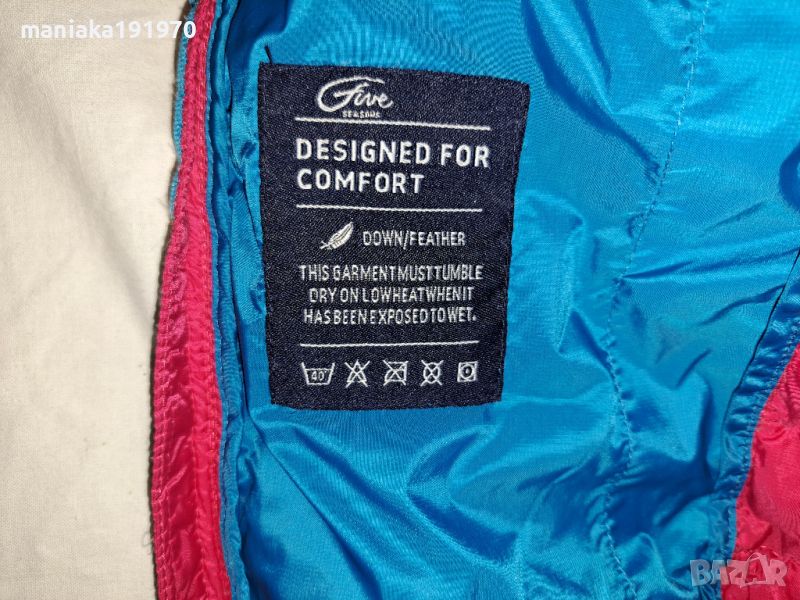 maniaka191970
Five
SEASONS
DESIGNED FOR
COMFORT
DOWN/FEATHER
THIS GARMENT MUST TUMBLE
DRY ON LOW HEAT WHEN IT
HAS BEEN EXPOSED TO WET.
40°
BAZAR